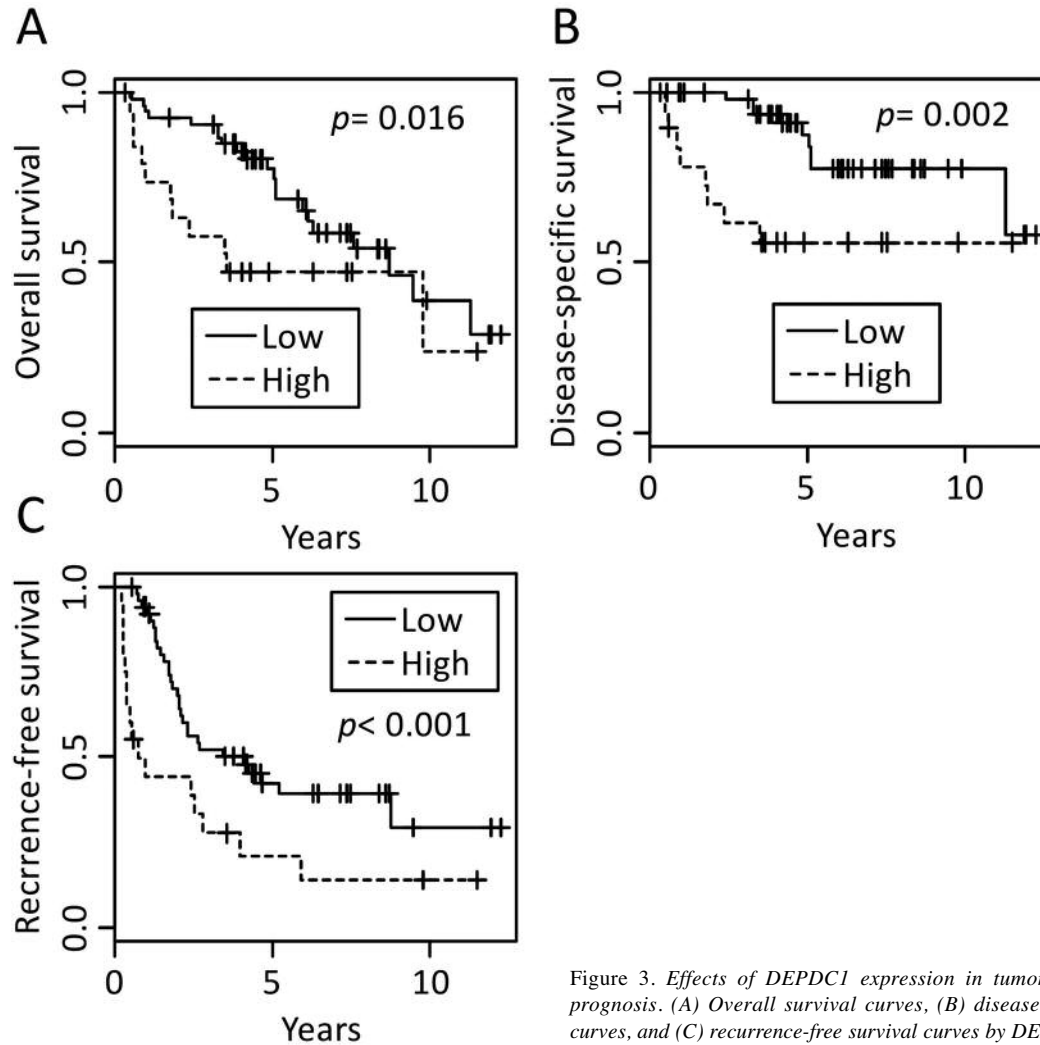 A
Overall survival
1.0
0.5
0.0
p= 0.016
Low
High
0
5
10
Years
B
Disease-specific survival
1.0
0.5
0.0
p= 0.002
Low
High
0
5
10
Years
C
Recrrence-free survival
1.0
0.5
0.0
Low
High
p< 0.001
0
5
10
Years
Figure 3. Effects of DEPDC1 expression in tumor
prognosis. (A) Overall survival curves, (B) disease
curves, and (C) recurrence-free survival curves by DE